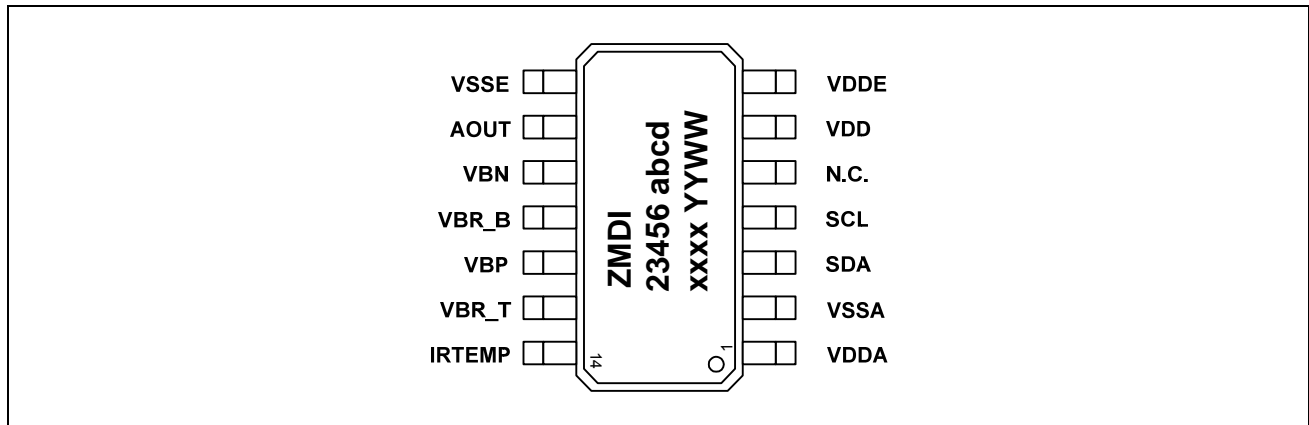 VSSE
AOUT
VBN
VBR_B
VBP
VBR_T
IRTEMP
ZMDI
23456 abcd
xxxx YYWW
14
1
VDDE
VDD
N.C.
SCL
SDA
VSSA
VDDA